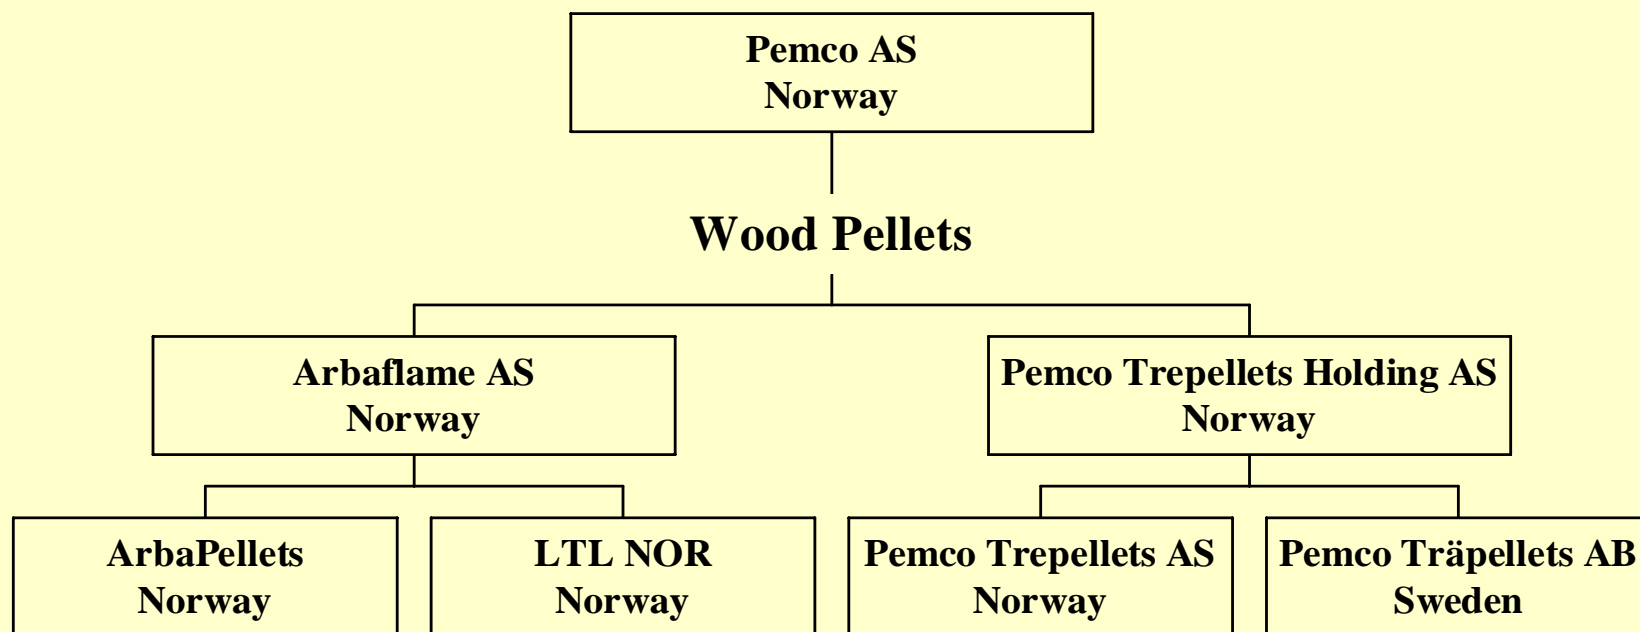 Pemco AS
Norway
Wood Pellets
Arbaflame AS
Norway
Pemco Trepellets Holding AS
Norway
ArbaPellets
Norway
LTL NOR
Norway
Pemco Trepellets AS
Norway
Pemco Träpellets AB
Sweden